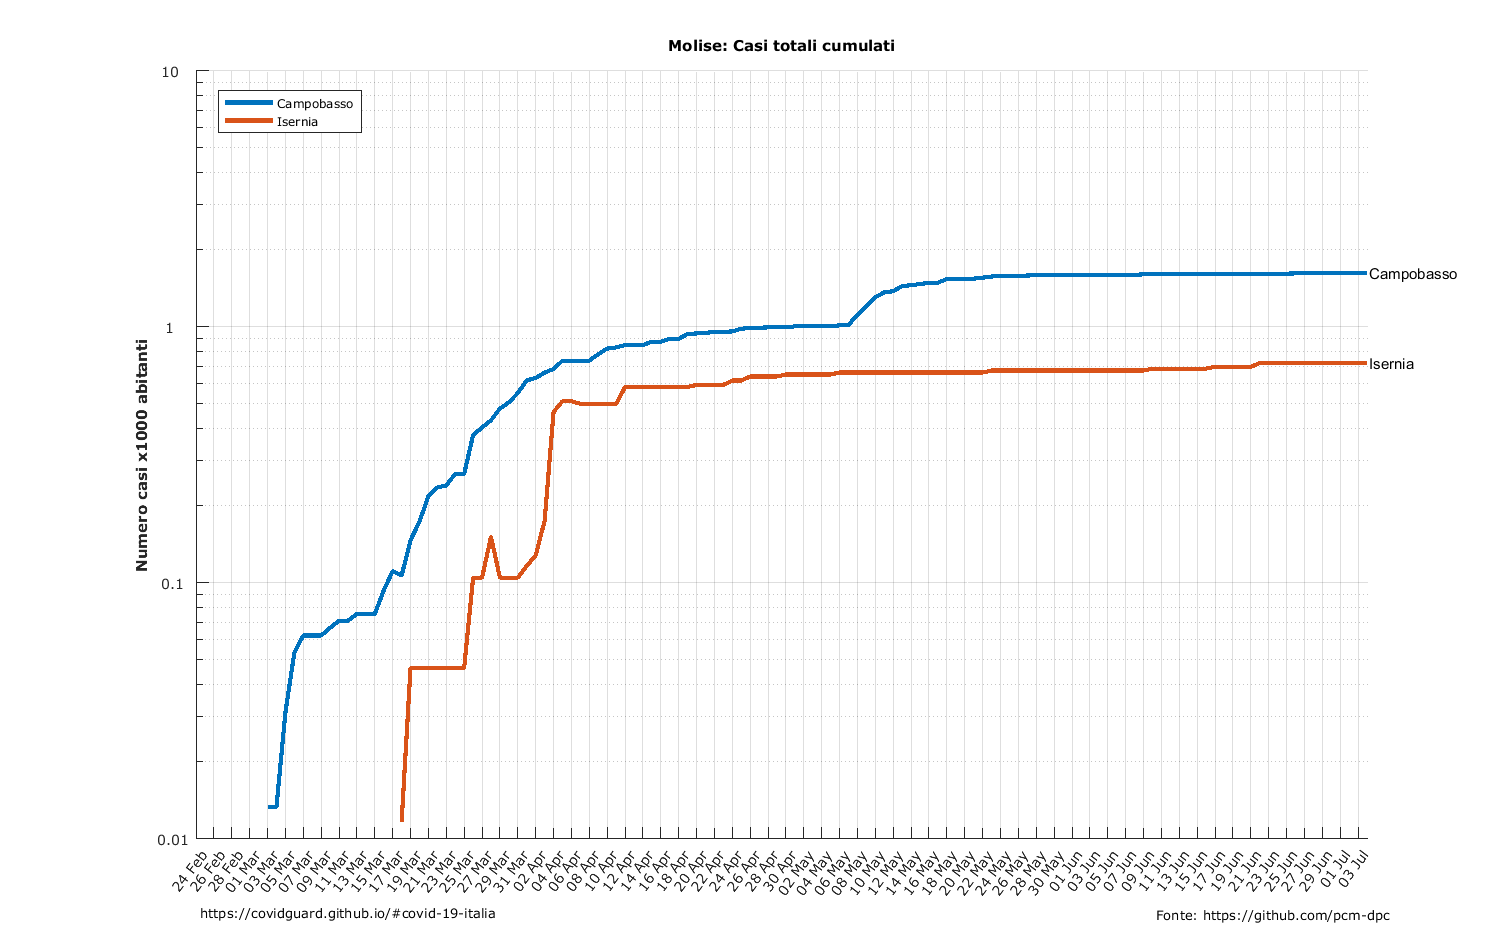 Molise: Casi totali cumulati
10
1
0.1
0.01
Numero casi x1000 abitanti
Campobasso
Isernia
Campobasso
Isernia
24 Feb
26 Feb
28 Feb
01 Mar
03 Mar
05 Mar
07 Mar
09 Mar
11 Mar
13 Mar
15 Mar
17 Mar
19 Mar
21 Mar
23 Mar
25 Mar
27 Mar
29 Mar
31 Mar
02 Apr
04 Apr
06 Apr
08 Apr
10 Apr
12 Apr
14 Apr
16 Apr
18 Apr
20 Apr
22 Apr
24 Apr
26 Apr
28 Apr
30 Apr
02 May
04 May
06 May
08 May
10 May
12 May
14 May
16 May
18 May
20 May
22 May
24 May
26 May
28 May
30 May
01 Jun
03 Jun
05 Jun
07 Jun
09 Jun
11 Jun
13 Jun
15 Jun
17 Jun
19 Jun
21 Jun
23 Jun
25 Jun
27 Jun
29 Jun
01 Jul
03 Jul
https://covidguard.github.io/#covid-19-italia
Fonte: https://github.com/pcm-dpc